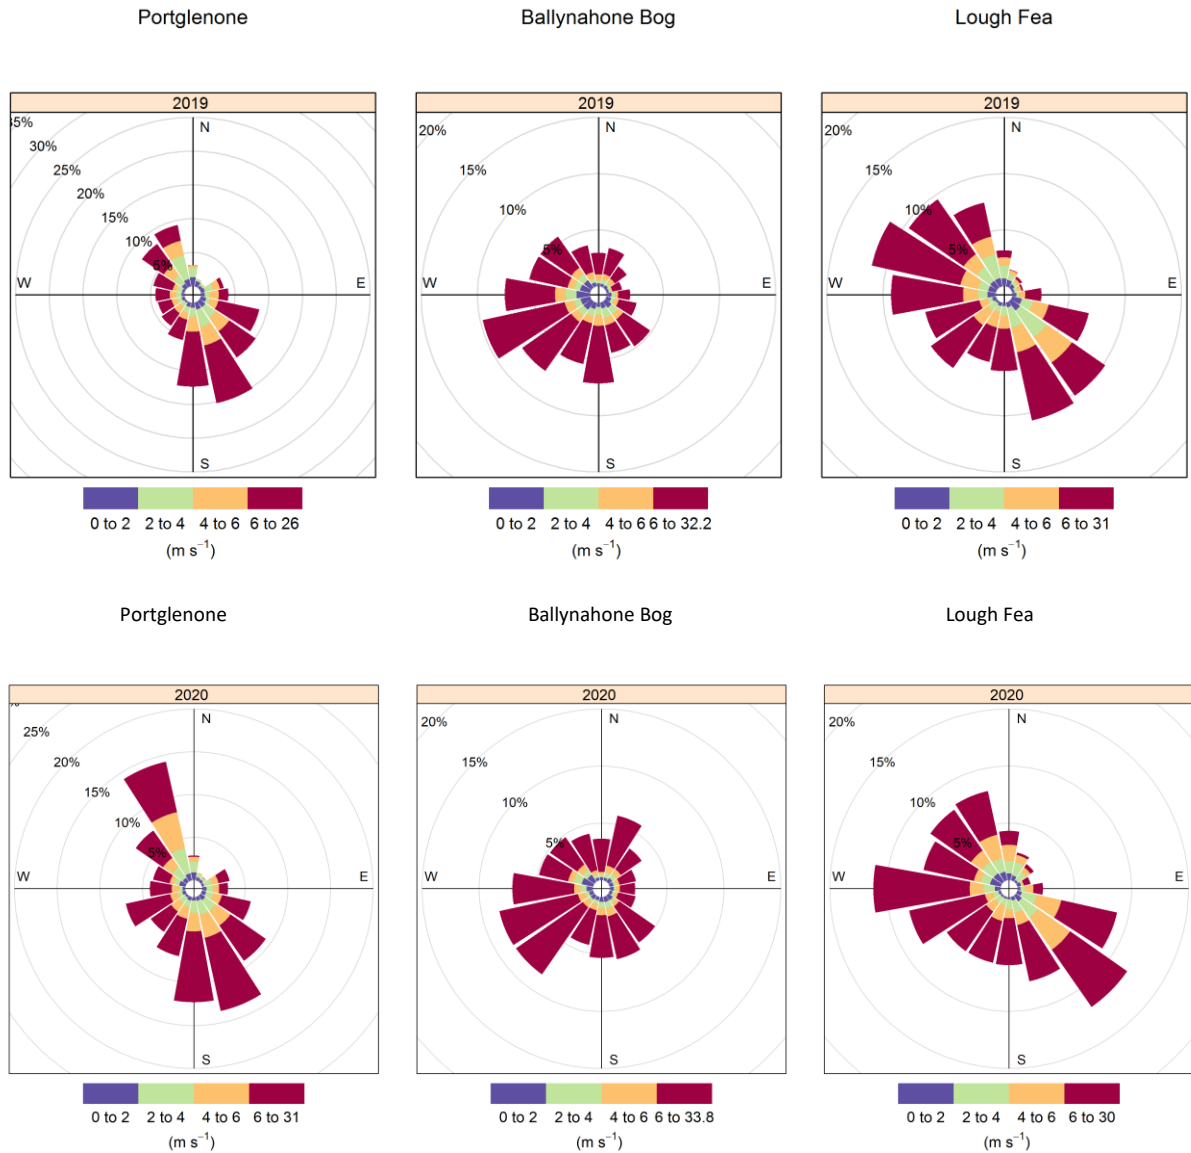 Portglenone
Ballynahone Bog
Lough Fea
2019
35%
30%
25%
20%
15%
10%
5%
N
W
E
S
0 to 2
2 to 4
4 to 6
6 to 26
(m s⁻¹)
2019
20%
15%
10%
5%
N
W
E
S
0 to 2
2 to 4
4 to 6
6 to 32.2
(m s⁻¹)
2019
20%
15%
10%
5%
N
W
E
S
0 to 2
2 to 4
4 to 6
6 to 31
(m s⁻¹)
Portglenone
Ballynahone Bog
Lough Fea
2020
25%
20%
15%
10%
5%
N
W
E
S
0 to 2
2 to 4
4 to 6
6 to 31
(m s⁻¹)
2020
20%
15%
10%
5%
N
W
E
S
0 to 2
2 to 4
4 to 6
6 to 33.8
(m s⁻¹)
2020
20%
15%
10%
5%
N
W
E
S
0 to 2
2 to 4
4 to 6
6 to 30
(m s⁻¹)